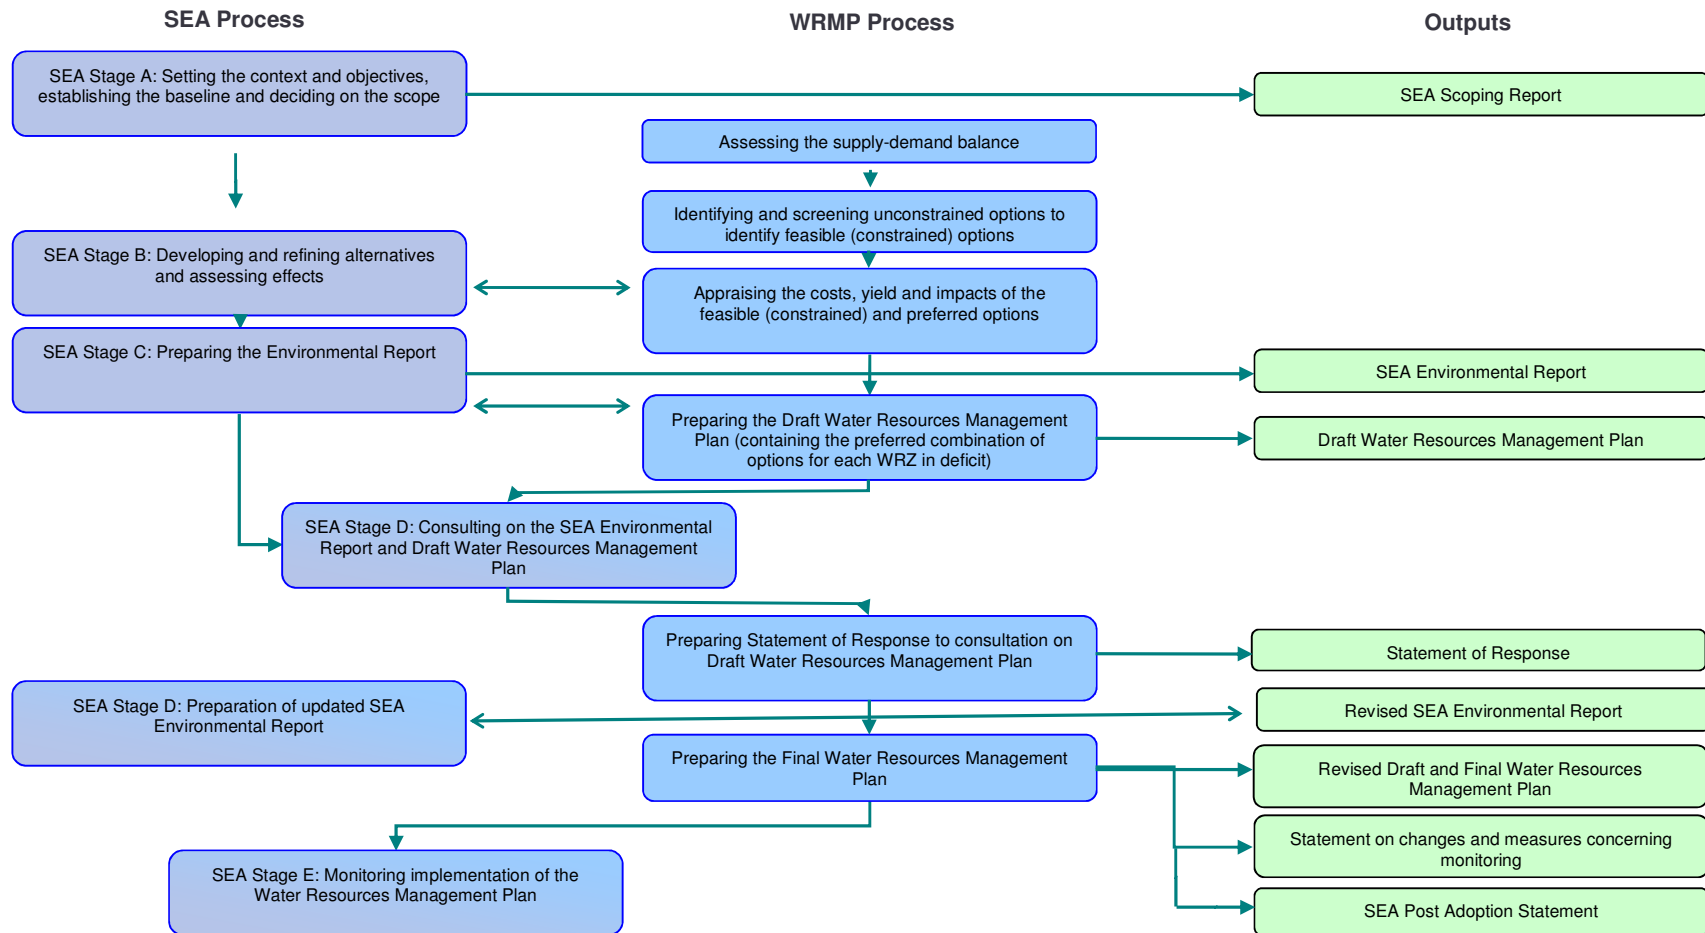 SEA Process
WRMP Process
Outputs
SEA Stage A: Setting the context and objectives,
establishing the baseline and deciding on the scope
SEA Scoping Report
Assessing the supply-demand balance
Identifying and screening unconstrained options to
identify feasible (constrained) options
SEA Stage B: Developing and refining alternatives
and assessing effects
Appraising the costs, yield and impacts of the
feasible (constrained) and preferred options
SEA Stage C: Preparing the Environmental Report
SEA Environmental Report
Preparing the Draft Water Resources Management
Plan (containing the preferred combination of
options for each WRZ in deficit)
Draft Water Resources Management Plan
SEA Stage D: Consulting on the SEA Environmental
Report and Draft Water Resources Management
Plan
Preparing Statement of Response to consultation on
Draft Water Resources Management Plan
Statement of Response
SEA Stage D: Preparation of updated SEA
Environmental Report
Revised SEA Environmental Report
Preparing the Final Water Resources Management
Plan
Revised Draft and Final Water Resources
Management Plan
Statement on changes and measures concerning
monitoring
SEA Stage E: Monitoring implementation of the
Water Resources Management Plan
SEA Post Adoption Statement